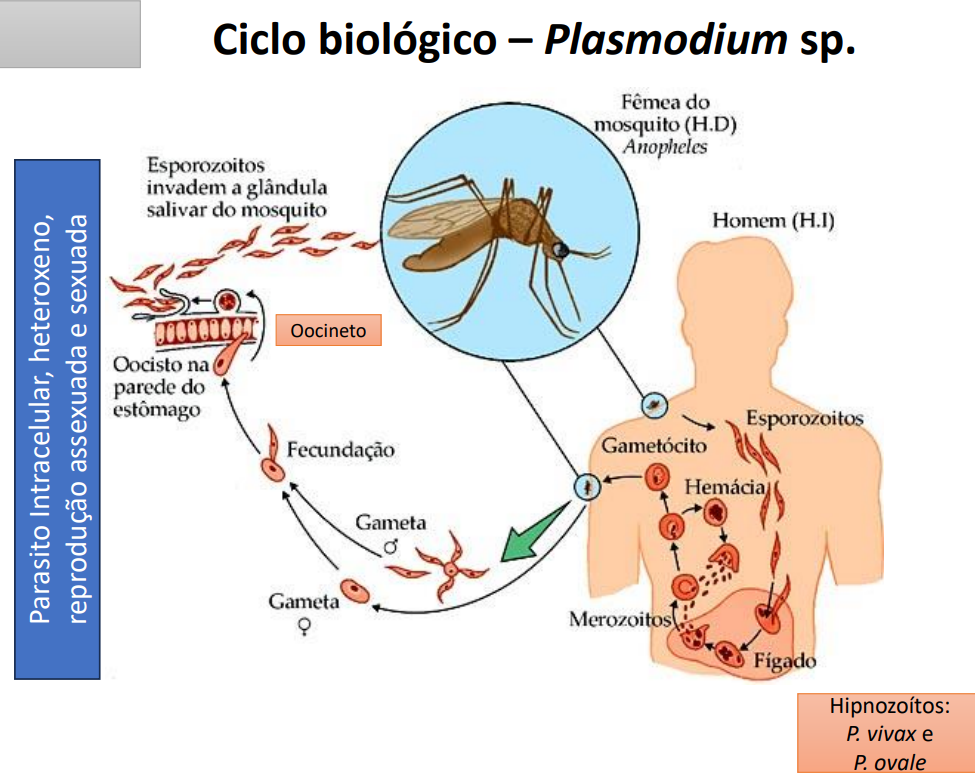 Ciclo biológico – Plasmodium sp.
Parasito Intracelular, heteroxeno,
reprodução assexuada e sexuada
Fêmea do
mosquito (H.D)
Anopheles
Esporozoitos
invadem a glândula
salivar do mosquito
Homem (H.I)
Oocineto
Oocisto na
parede do
estômago
Fecundação
Gameta
♂
Gameta
♀
Esporozoitos
Gametócito
Hemácia
Merozoitos
Fígado
Hipnozoítos:
P. vivax e
P. ovale